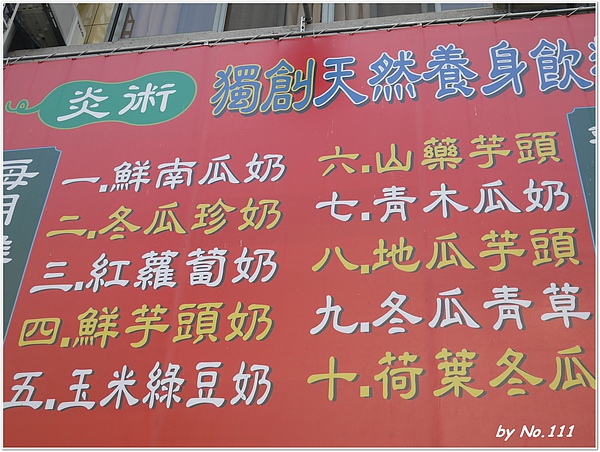 炎術
獨創天然養身飲
一.鮮南瓜奶
二.冬瓜珍奶
三.紅蘿蔔奶
四.鮮芋頭奶
五.玉米綠豆奶
六.山藥芋頭
七.青木瓜奶
八.地瓜芋頭
九.冬瓜青草
十.荷葉冬瓜
by No.111